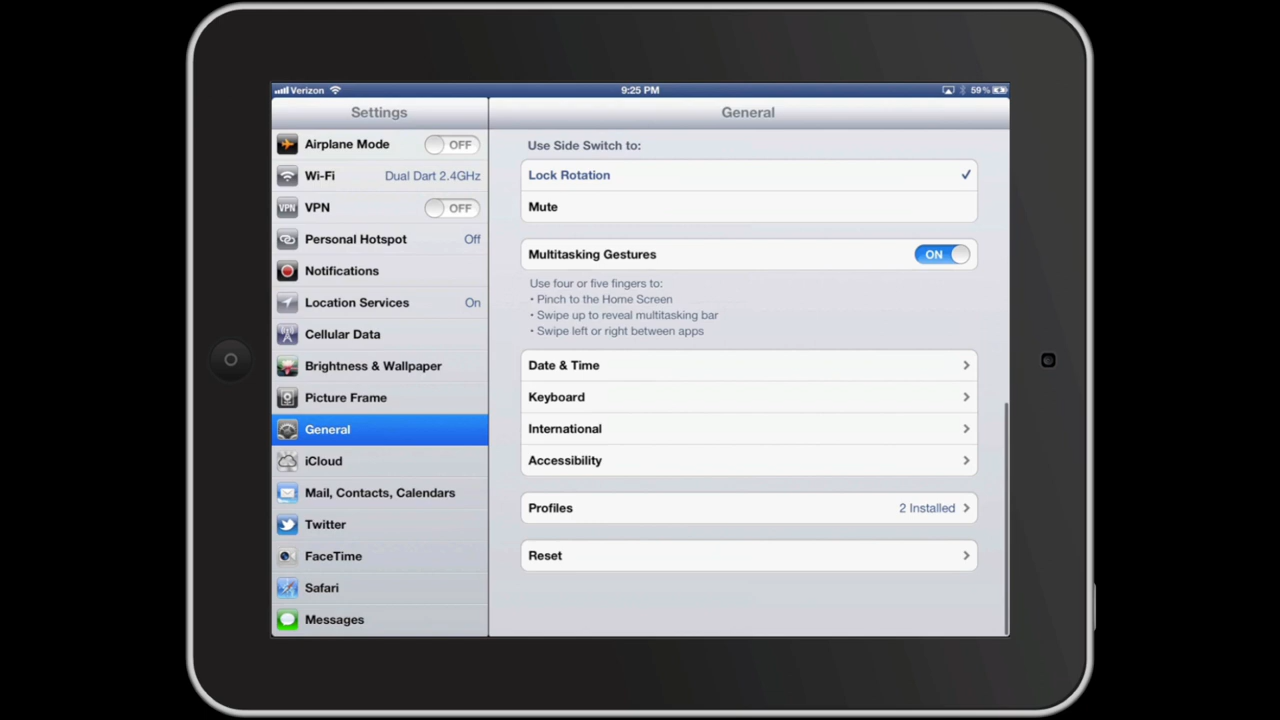 Verizon
9:25 PM
59%
Settings
General
Airplane Mode OFF
Wi-Fi Dual Dart 2.4GHz
VPN VPN OFF
Personal Hotspot Off
Notifications
Location Services On
Cellular Data
Brightness & Wallpaper
Picture Frame
General
iCloud
Mail, Contacts, Calendars
Twitter
FaceTime
Safari
Messages
Use Side Switch to:
Lock Rotation
Mute
Multitasking Gestures ON
Use four or five fingers to:
• Pinch to the Home Screen
• Swipe up to reveal multitasking bar
• Swipe left or right between apps
Date & Time
Keyboard
International
Accessibility
Profiles 2 Installed
Reset